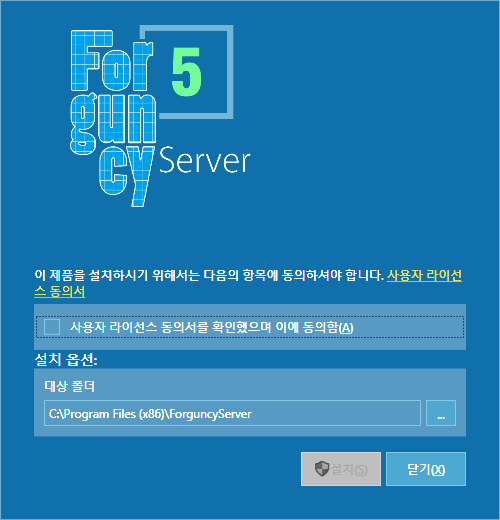 For
gun
cy
5
Server
이 제품을 설치하시기 위해서는 다음의 항목에 동의하셔야 합니다. 사용자 라이선
스 동의서
사용자 라이선스 동의서를 확인했으며 이에 동의함(A)
설치 옵션:
대상 폴더
C:\Program Files (x86)\ForguncyServer
...
설치(S)
닫기(X)